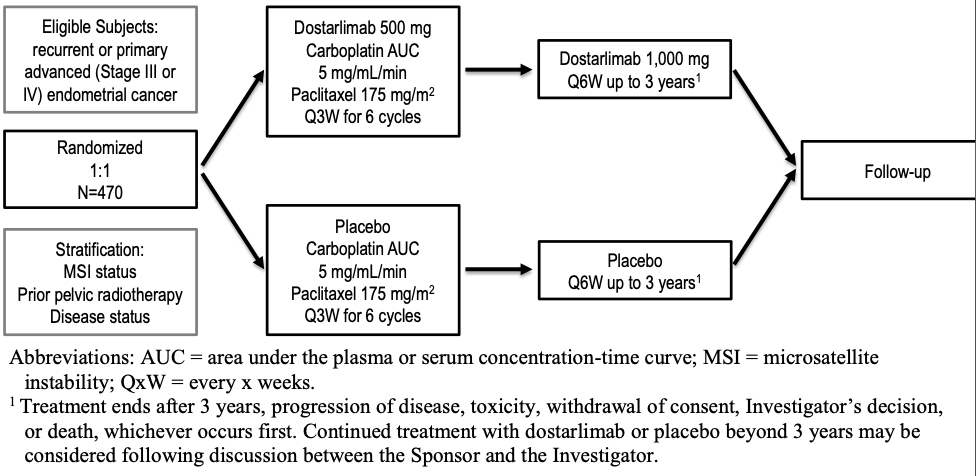 Eligible Subjects:
recurrent or primary
advanced (Stage III or
IV) endometrial cancer
Randomized
1:1
N=470
Stratification:
MSI status
Prior pelvic radiotherapy
Disease status
Dostarlimab 500 mg
Carboplatin AUC
5 mg/mL/min
Paclitaxel 175 mg/m²
Q3W for 6 cycles
Placebo
Carboplatin AUC
5 mg/mL/min
Paclitaxel 175 mg/m²
Q3W for 6 cycles
Dostarlimab 1,000 mg
Q6W up to 3 years¹
Placebo
Q6W up to 3 years¹
Follow-up
Abbreviations: AUC = area under the plasma or serum concentration-time curve; MSI = microsatellite
instability; QxW = every x weeks.
¹ Treatment ends after 3 years, progression of disease, toxicity, withdrawal of consent, Investigator’s decision,
or death, whichever occurs first. Continued treatment with dostarlimab or placebo beyond 3 years may be
considered following discussion between the Sponsor and the Investigator.